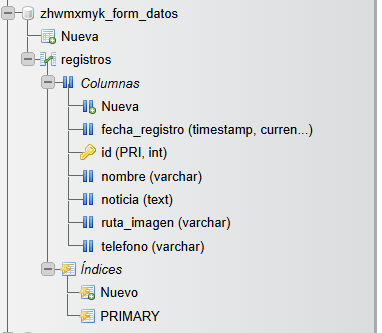 zhwmxmyk_form_datos
Nueva
registros
Columnas
Nueva
fecha_registro (timestamp, curren...)
id (PRI, int)
nombre (varchar)
noticia (text)
ruta_imagen (varchar)
telefono (varchar)
Índices
Nuevo
PRIMARY